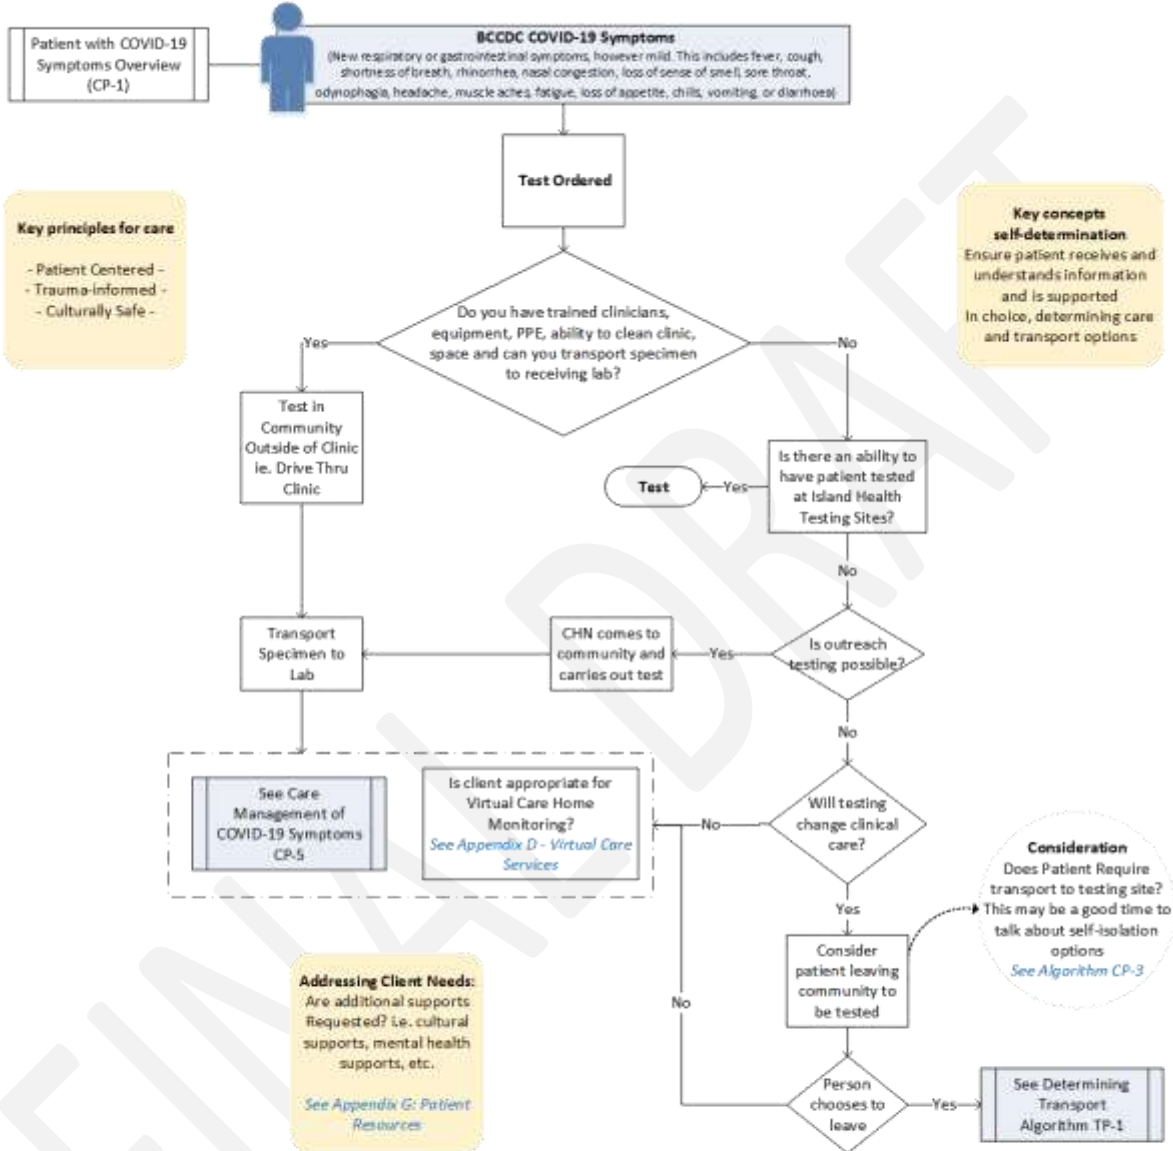 Patient with COVID-19
Symptoms Overview
(CP-1)
BCCDC COVID-19 Symptoms
(New respiratory or gastrointestinal symptoms, however mild. This includes fever, cough,
shortness of breath, rhinorrhea, nasal congestion, loss of sense of smell, sore throat,
odynophagia, headache, muscle aches, fatigue, loss of appetite, chills, vomiting, or diarrhoea)
Test Ordered
Key principles for care
- Patient Centered -
- Trauma-informed -
- Culturally Safe -
Key concepts
self-determination
Ensure patient receives and
understands information
and is supported
In choice, determining care
and transport options
Do you have trained clinicians,
equipment, PPE, ability to clean clinic,
space and can you transport specimen
to receiving lab?
Yes
No
Test in
Community
Outside of Clinic
ie. Drive Thru
Clinic
Is there an ability to
have patient tested
at Island Health
Testing Sites?
Yes
Test
No
Transport
Specimen to
Lab
CHN comes to
community and
carries out test
Yes
Is outreach
testing possible?
No
See Care
Management of
COVID-19 Symptoms
CP-5
Is client appropriate for
Virtual Care Home
Monitoring?
See Appendix D - Virtual Care
Services
No
Will testing
change clinical
care?
Yes
Consideration
Does Patient Require
transport to testing site?
This may be a good time to
talk about self-isolation
options
See Algorithm CP-3
Consider
patient leaving
community to
be tested
Addressing Client Needs:
Are additional supports
Requested? i.e. cultural
supports, mental health
supports, etc.
See Appendix G: Patient
Resources
No
Person
chooses to
leave
Yes
See Determining
Transport
Algorithm TP-1
FINAL DRAFT